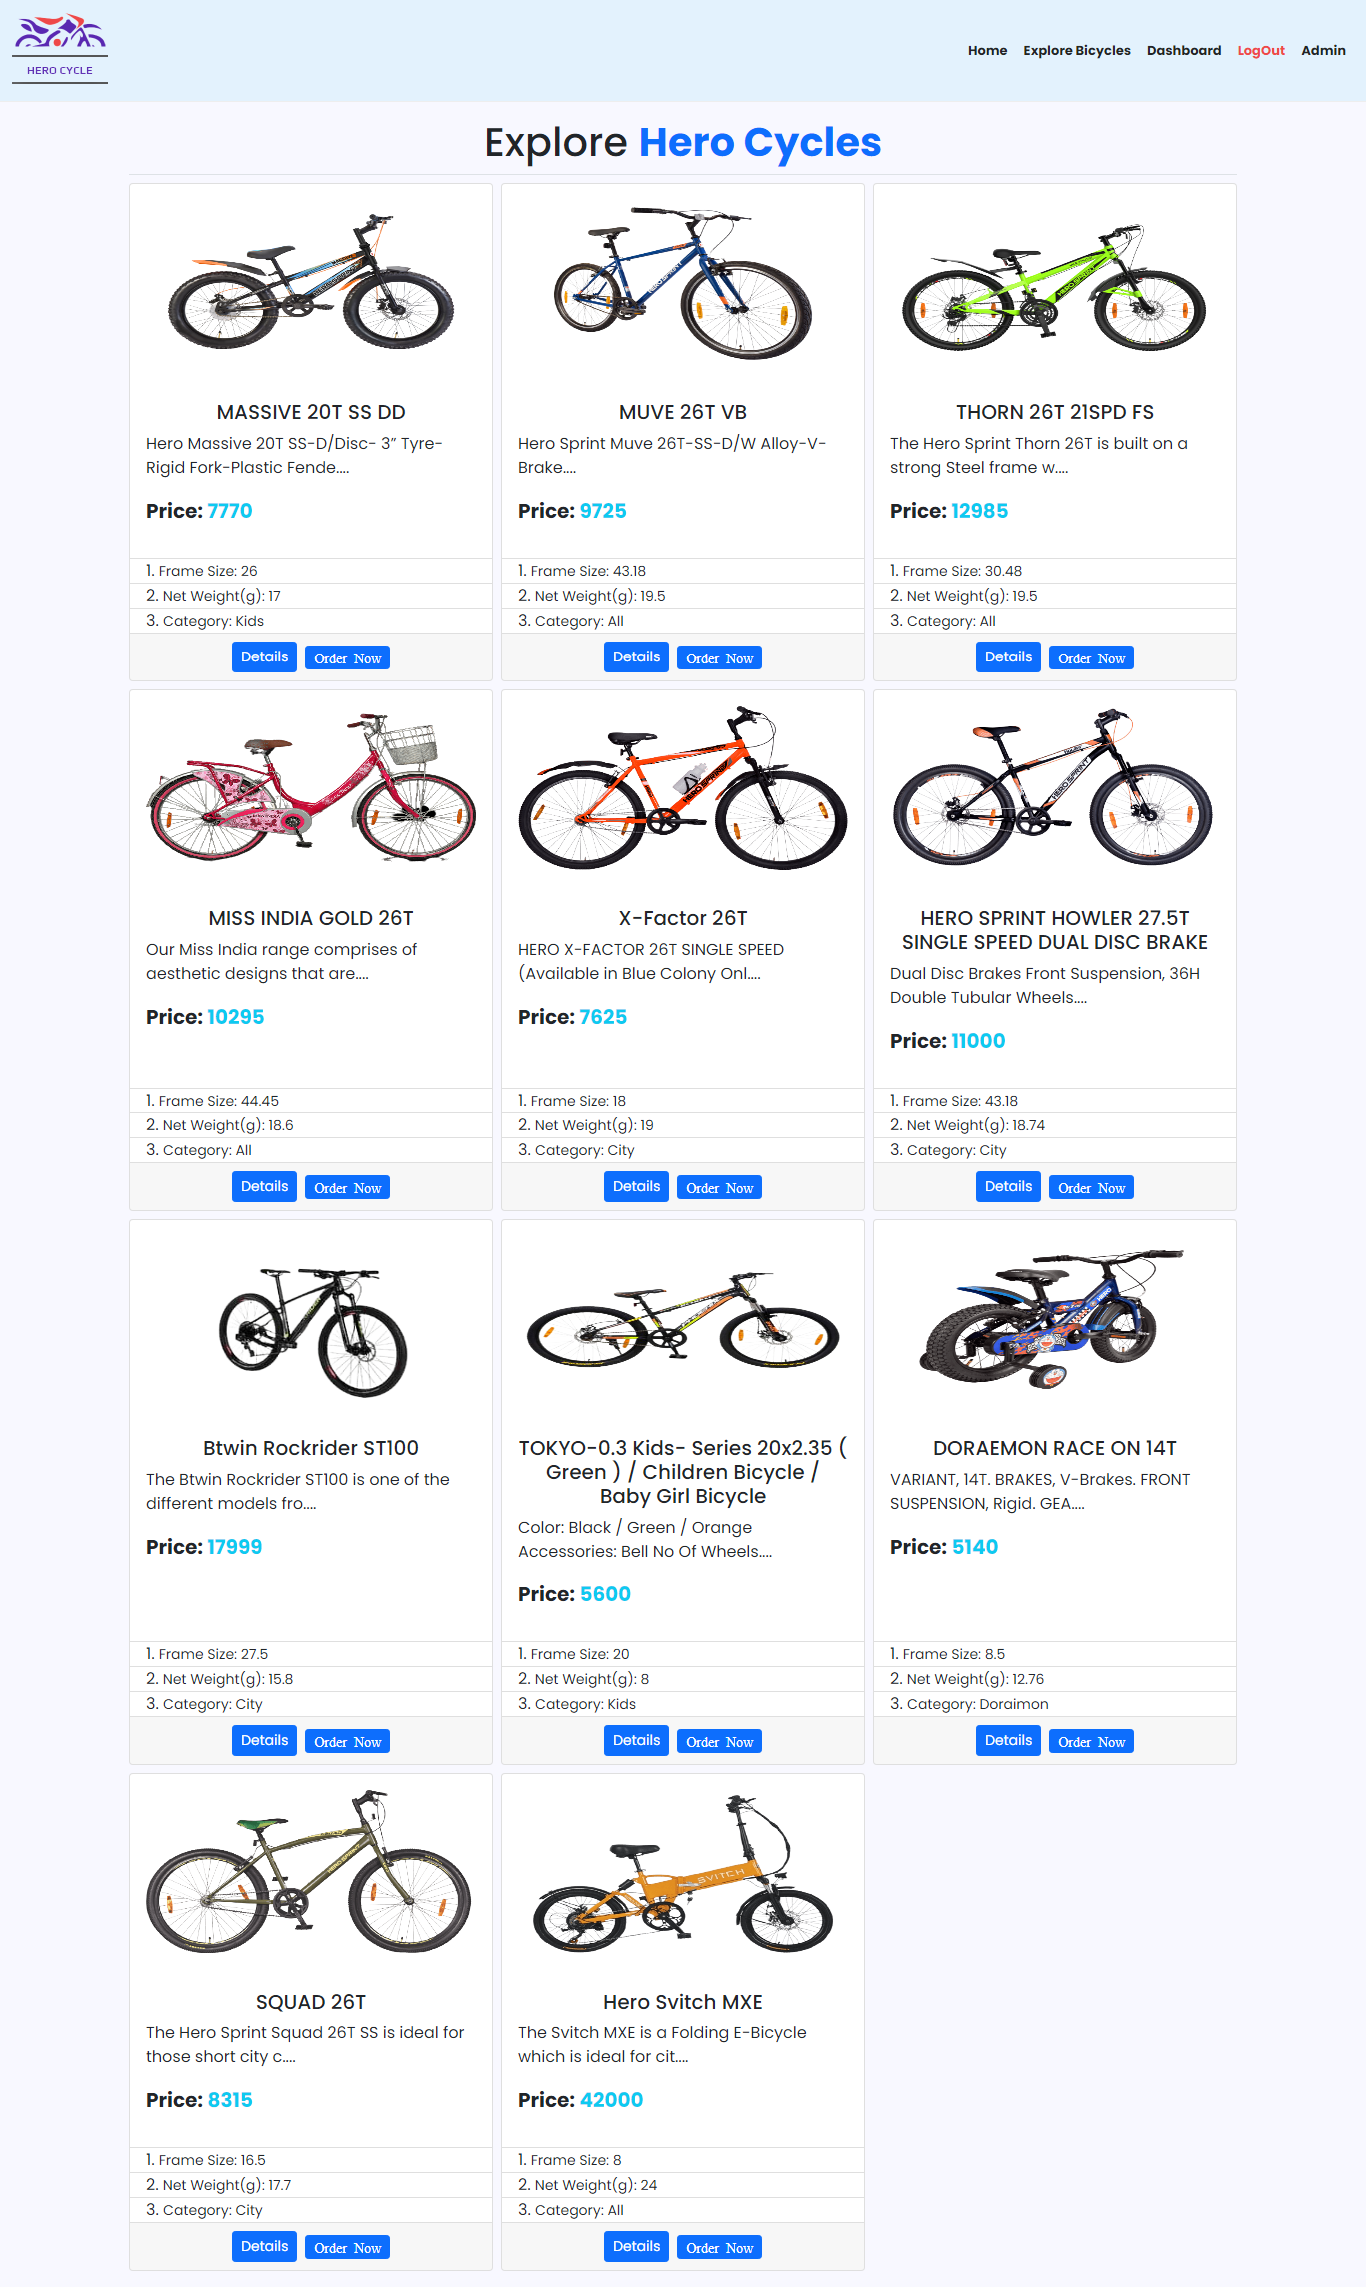 HERO CYCLE
Home Explore Bicycles Dashboard LogOut Admin
Explore Hero Cycles
MASSIVE 20T SS DD
Hero Massive 20T SS-D/Disc- 3” Tyre-
Rigid Fork-Plastic Fende....
Price: 7770
1. Frame Size: 26
2. Net Weight(g): 17
3. Category: Kids
Details Order Now
MUVE 26T VB
Hero Sprint Muve 26T-SS-D/W Alloy-V-
Brake....
Price: 9725
1. Frame Size: 43.18
2. Net Weight(g): 19.5
3. Category: All
Details Order Now
THORN 26T 21SPD FS
The Hero Sprint Thorn 26T is built on a
strong Steel frame w....
Price: 12985
1. Frame Size: 30.48
2. Net Weight(g): 19.5
3. Category: All
Details Order Now
MISS INDIA GOLD 26T
Our Miss India range comprises of
aesthetic designs that are....
Price: 10295
1. Frame Size: 44.45
2. Net Weight(g): 18.6
3. Category: All
Details Order Now
X-Factor 26T
HERO X-FACTOR 26T SINGLE SPEED
(Available in Blue Colony Onl....
Price: 7625
1. Frame Size: 18
2. Net Weight(g): 19
3. Category: City
Details Order Now
HERO SPRINT
HERO SPRINT HOWLER 27.5T
SINGLE SPEED DUAL DISC BRAKE
Dual Disc Brakes Front Suspension, 36H
Double Tubular Wheels....
Price: 11000
1. Frame Size: 43.18
2. Net Weight(g): 18.74
3. Category: City
Details Order Now
Btwin Rockrider ST100
The Btwin Rockrider ST100 is one of the
different models fro....
Price: 17999
1. Frame Size: 27.5
2. Net Weight(g): 15.8
3. Category: City
Details Order Now
TOKYO-0.3 Kids- Series 20x2.35 (
Green ) / Children Bicycle /
Baby Girl Bicycle
Color: Black / Green / Orange
Accessories: Bell No Of Wheels....
Price: 5600
1. Frame Size: 20
2. Net Weight(g): 8
3. Category: Kids
Details Order Now
HERO
DORAEMON RACE ON 14T
VARIANT, 14T. BRAKES, V-Brakes. FRONT
SUSPENSION, Rigid. GEA....
Price: 5140
1. Frame Size: 8.5
2. Net Weight(g): 12.76
3. Category: Doraimon
Details Order Now
SQUAD 26T
The Hero Sprint Squad 26T SS is ideal for
those short city c....
Price: 8315
1. Frame Size: 16.5
2. Net Weight(g): 17.7
3. Category: City
Details Order Now
SVITCH
Hero Svitch MXE
The Svitch MXE is a Folding E-Bicycle
which is ideal for cit....
Price: 42000
1. Frame Size: 8
2. Net Weight(g): 24
3. Category: All
Details Order Now